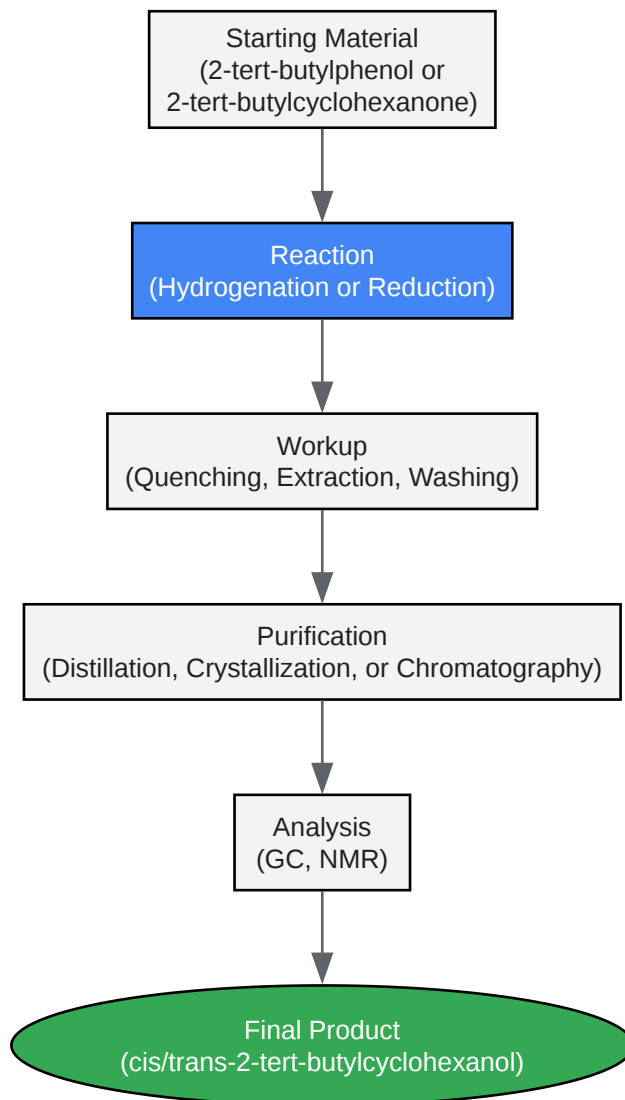 Starting Material
(2-tert-butylphenol or
2-tert-butylcyclohexanone)
Reaction
(Hydrogenation or Reduction)
Workup
(Quenching, Extraction, Washing)
Purification
(Distillation, Crystallization, or Chromatography)
Analysis
(GC, NMR)
Final Product
(cis/trans-2-tert-butylcyclohexanol)